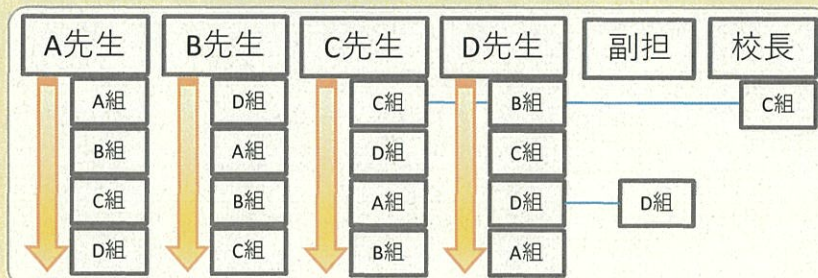 A先生 B先生 C先生 D先生 副担 校長
A組 D組 C組 B組 C組
B組 A組 D組 C組
C組 B組 A組 D組 D組
D組 C組 B組 A組